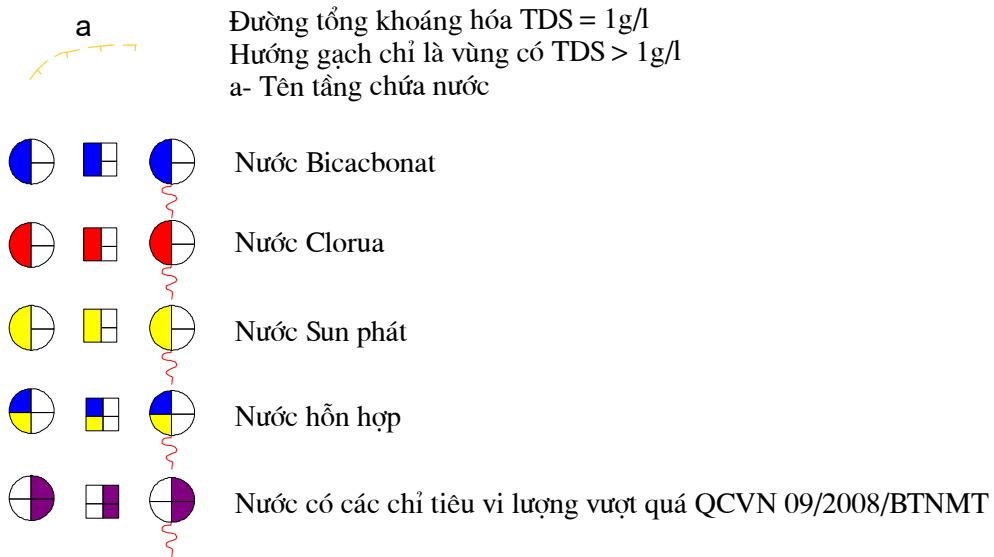 a
Đường tổng khoáng hóa TDS = 1g/l
Hướng gạch chỉ là vùng có TDS > 1g/l
a- Tên tầng chứa nước
Nước Bicacbonat
Nước Clorua
Nước Sun phát
Nước hỗn hợp
Nước có các chỉ tiêu vi lượng vượt quá QCVN 09/2008/BTNMT